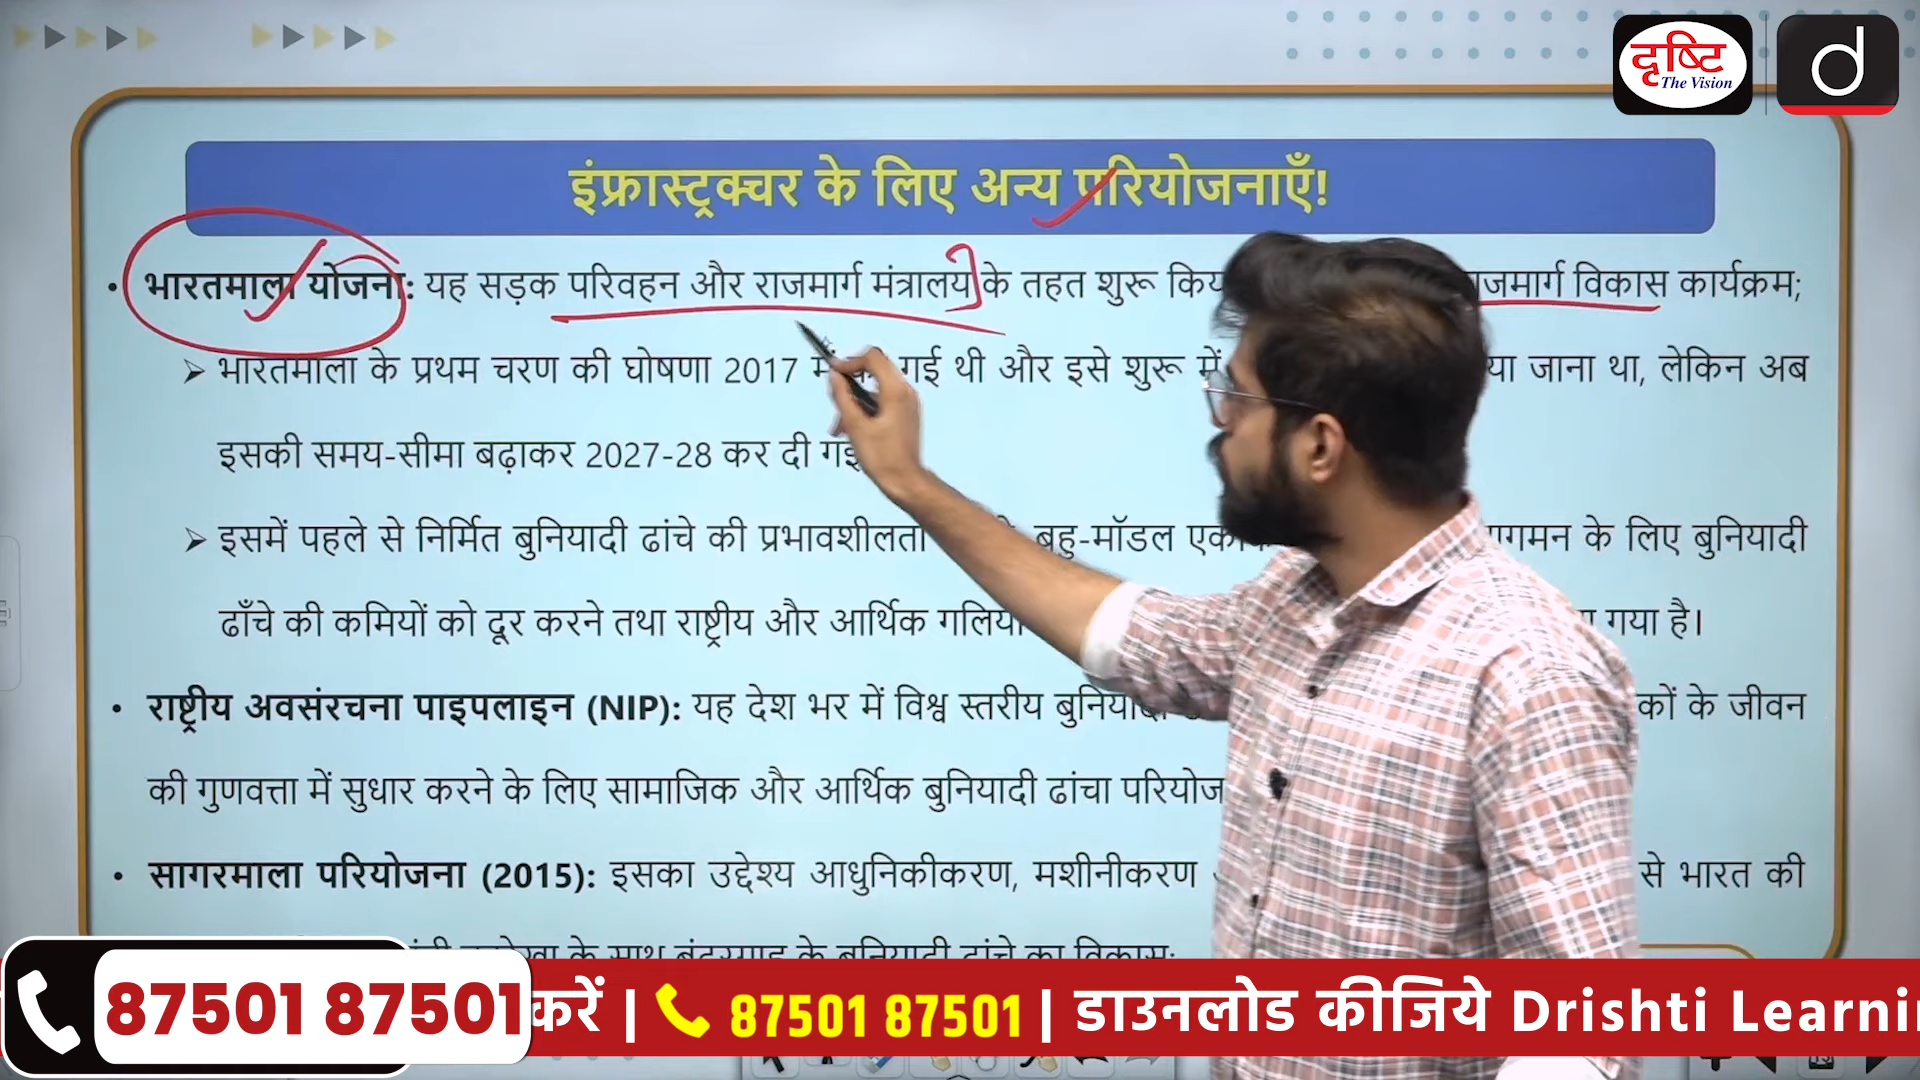 दृष्टि
The Vision
d
इंफ्रास्ट्रक्चर के लिए अन्य परियोजनाएँ!
• भारतमाला योजना: यह सड़क परिवहन और राजमार्ग मंत्रालय के तहत शुरू जमार्ग विकास कार्यक्रम;
➢ भारतमाला के प्रथम चरण की घोषणा 2017 गई थी और इसे शुरू में या जाना था, लेकिन अब
इसकी समय-सीमा बढ़ाकर 2027-28 कर दी
➢ इसमें पहले से निर्मित बुनियादी ढांचे की प्रभावशीलता बहु-मॉडल गमन के लिए बुनियादी
ढाँचे की कमियों को दूर करने तथा राष्ट्रीय और आर्थिक गया है।
• राष्ट्रीय अवसंरचना पाइपलाइन (NIP): यह देश भर में विश्व स्तरीय कों के जीवन
की गुणवत्ता में सुधार करने के लिए सामाजिक और आर्थिक बुनियादी ढांचा
• सागरमाला परियोजना (2015): इसका उद्देश्य आधुनिकीकरण, मशीनीकरण से भारत की
के साथ बंदरगाह के बुनियादी ढांचे का विकास;
87501 87501 करें | 87501 87501 | डाउनलोड कीजिये Drishti Learni